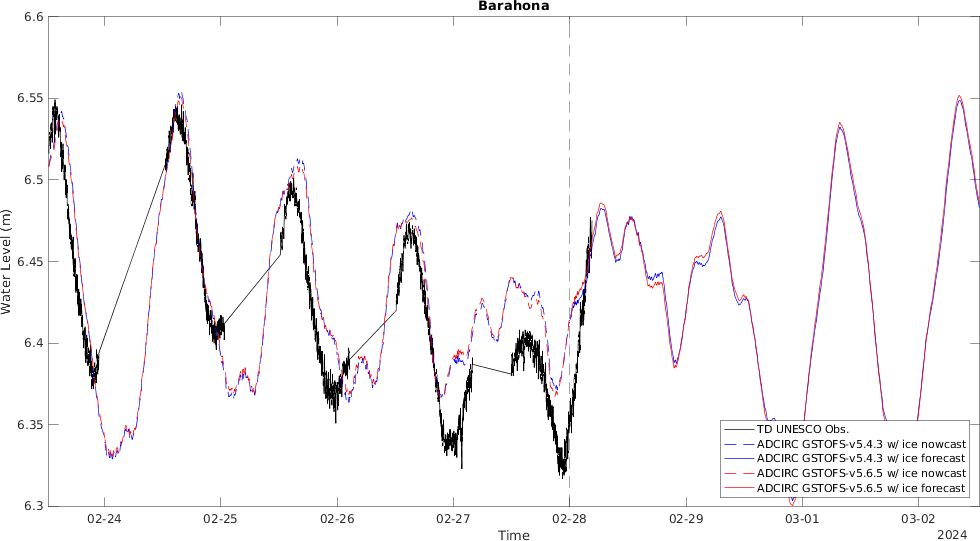 Barahona
6.6
6.55
6.5
6.45
6.4
6.35
6.3
Water Level (m)
02-24
02-25
02-26
02-27
02-28
02-29
03-01
03-02
Time
2024
TD UNESCO Obs.
ADCIRC GSTOFS-v5.4.3 w/ ice nowcast
ADCIRC GSTOFS-v5.4.3 w/ ice forecast
ADCIRC GSTOFS-v5.6.5 w/ ice nowcast
ADCIRC GSTOFS-v5.6.5 w/ ice forecast